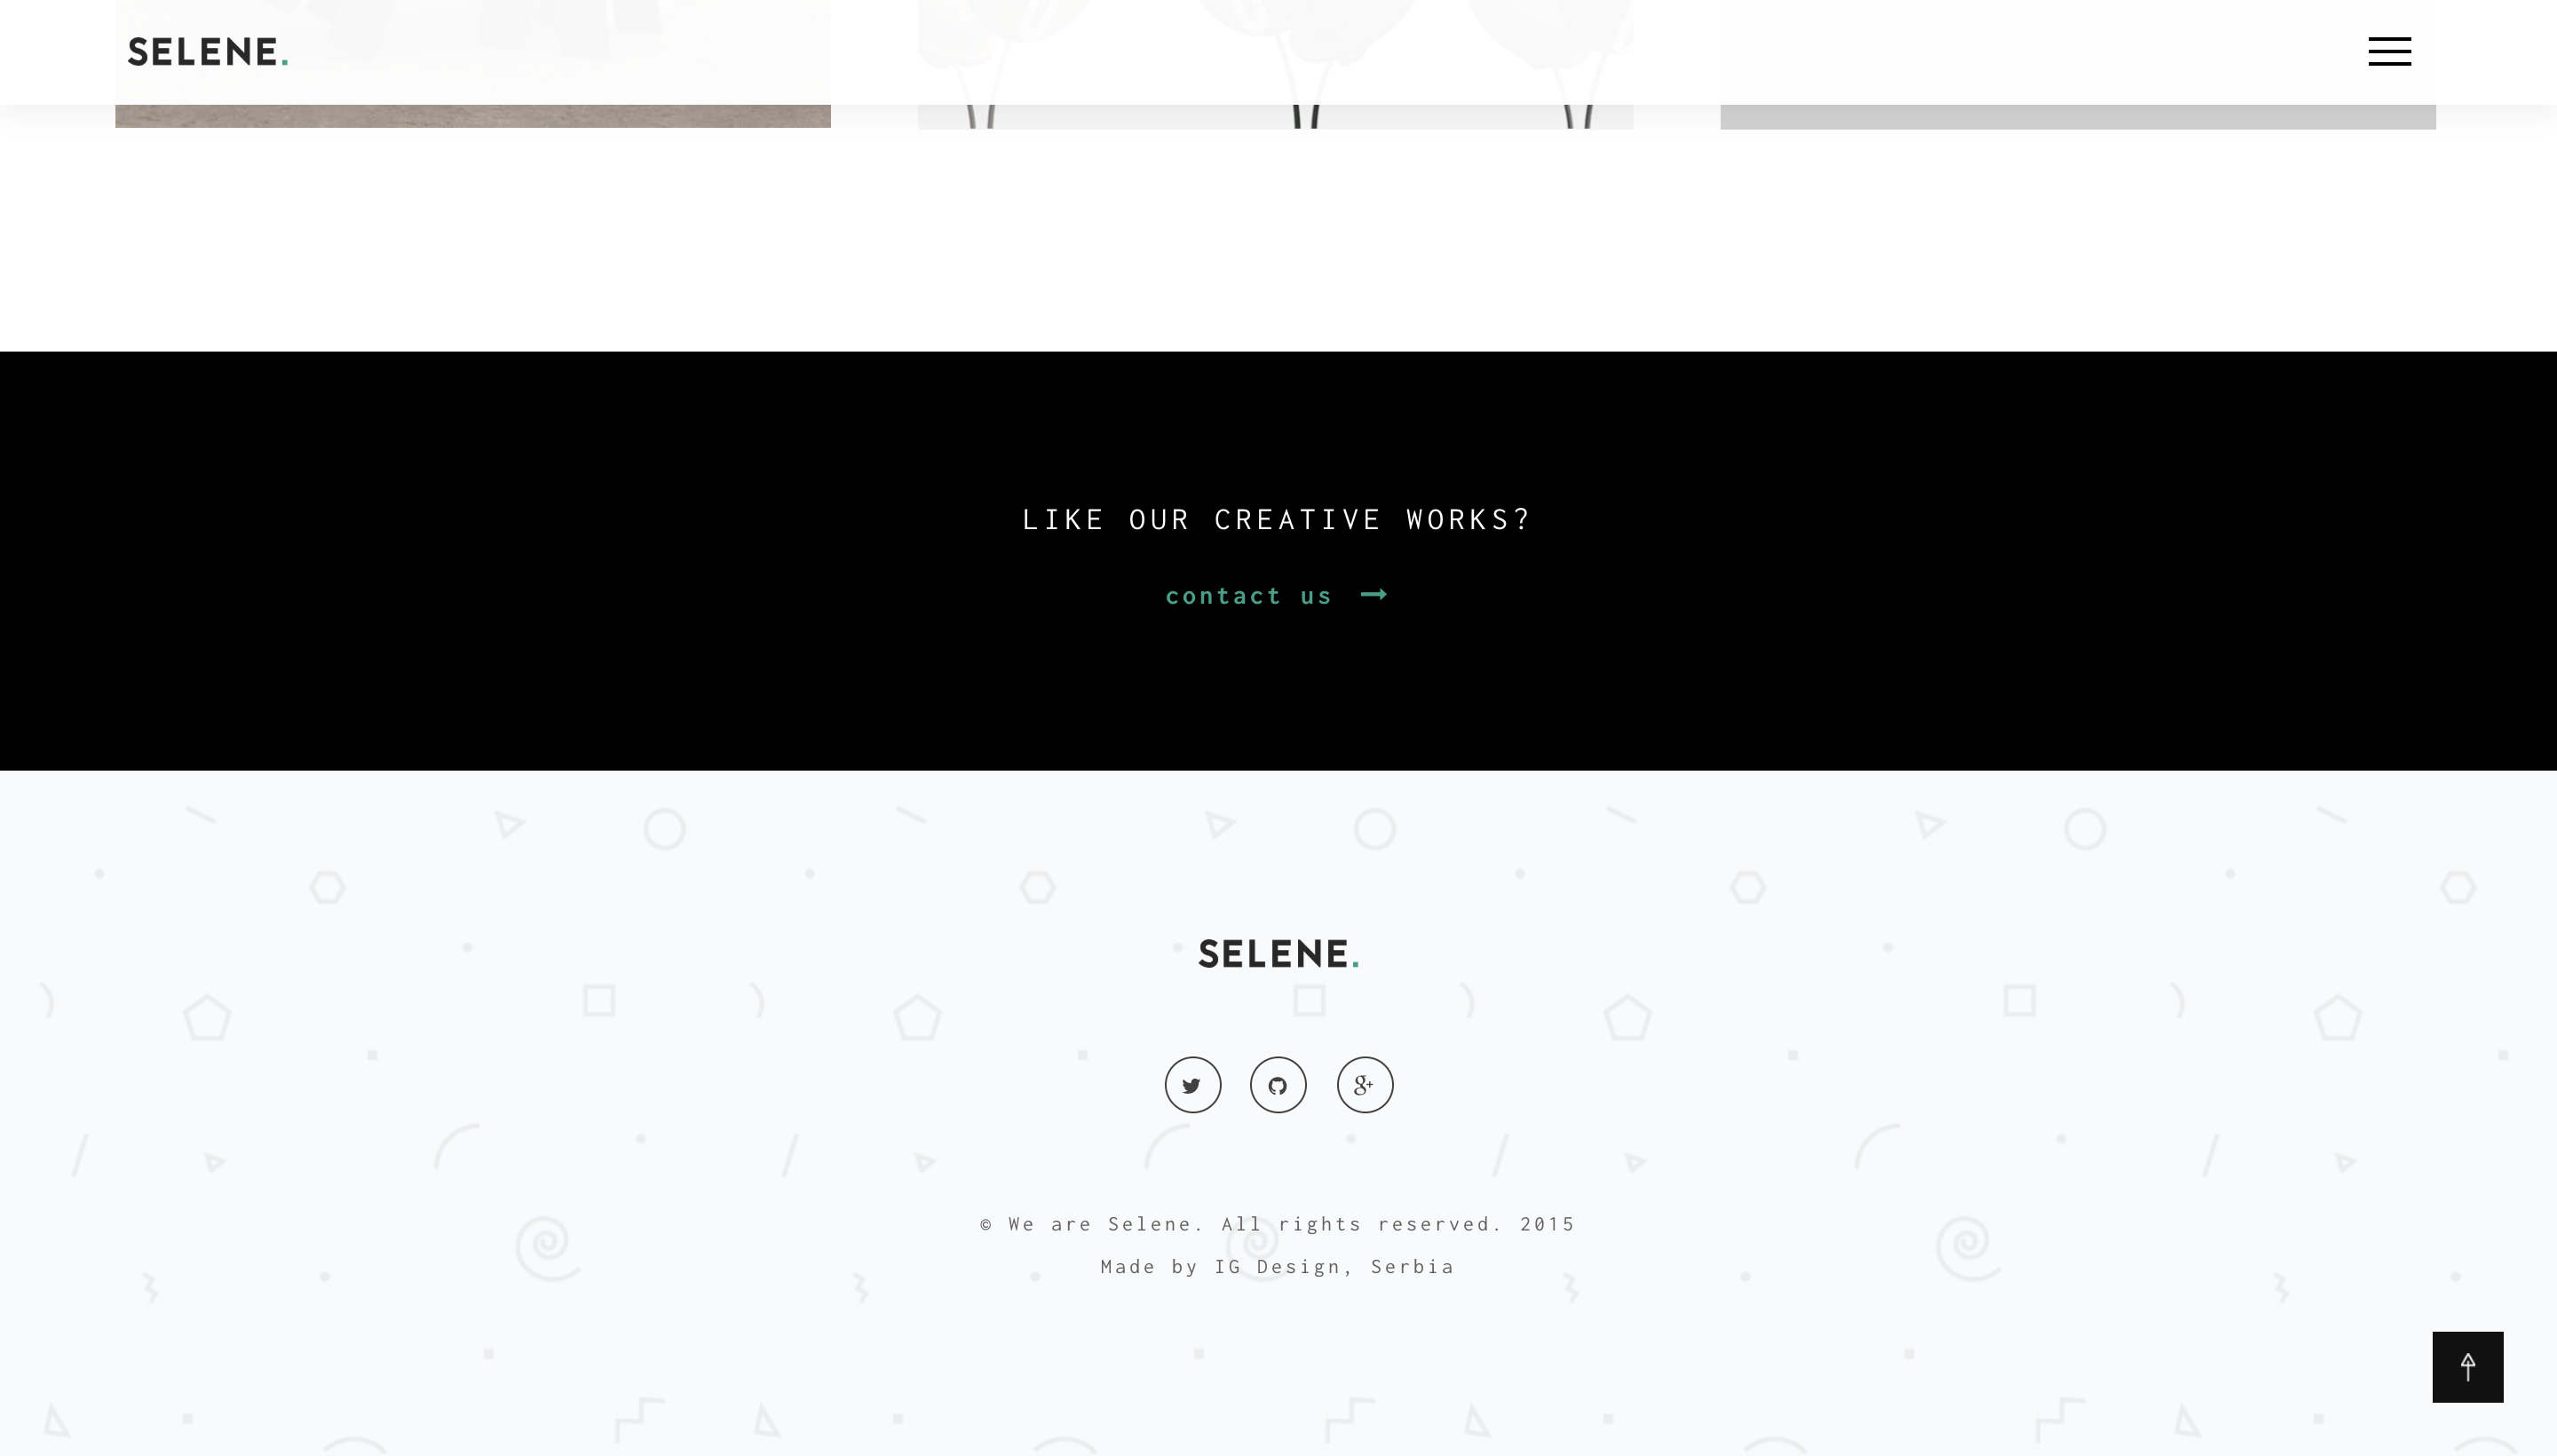 SELENE.
LIKE OUR CREATIVE WORKS?
contact us
SELENE.
© We are Selene. All rights reserved. 2015
Made by IG Design, Serbia